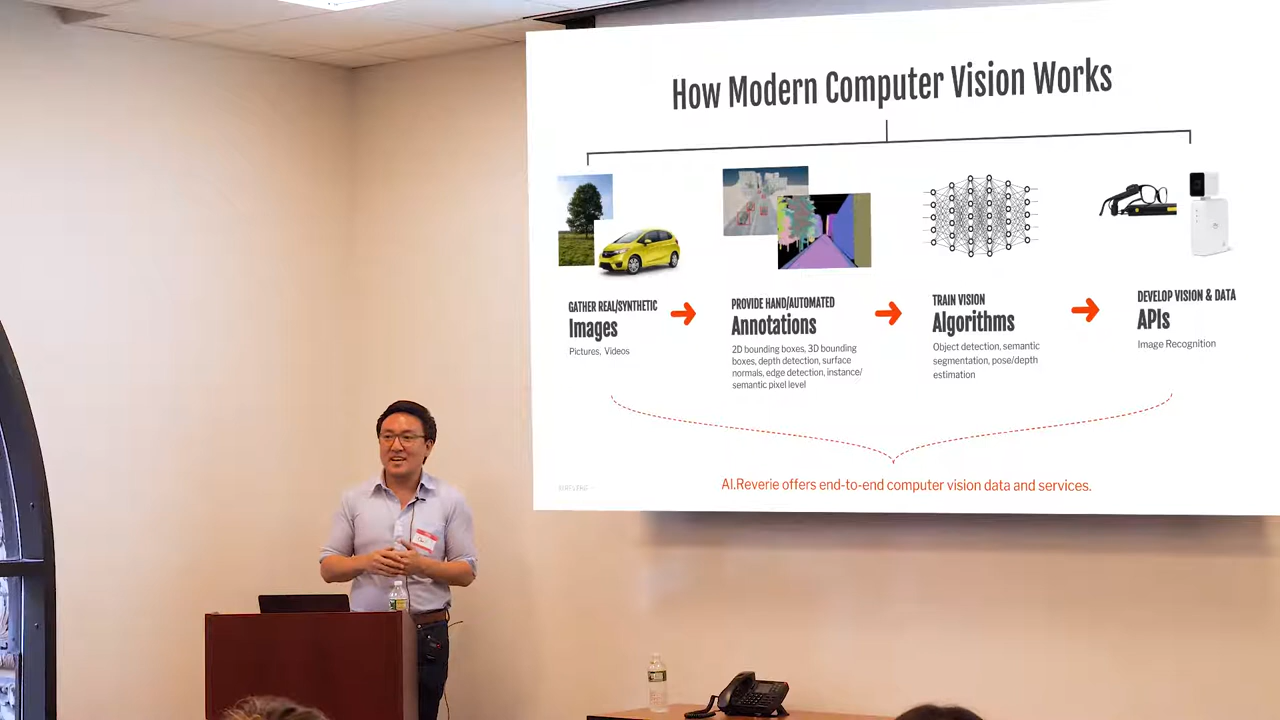 How Modern Computer Vision Works
GATHER REAL/SYNTHETIC
Images
Pictures, Videos
PROVIDE HAND/AUTOMATED
Annotations
2D bounding boxes, 3D bounding
boxes, depth detection, surface
normals, edge detection, instance/
semantic pixel level
TRAIN VISION
Algorithms
Object detection, semantic
segmentation, pose/depth
estimation
DEVELOP VISION & DATA
APIs
Image Recognition
AI.Reverie offers end-to-end computer vision data and services.